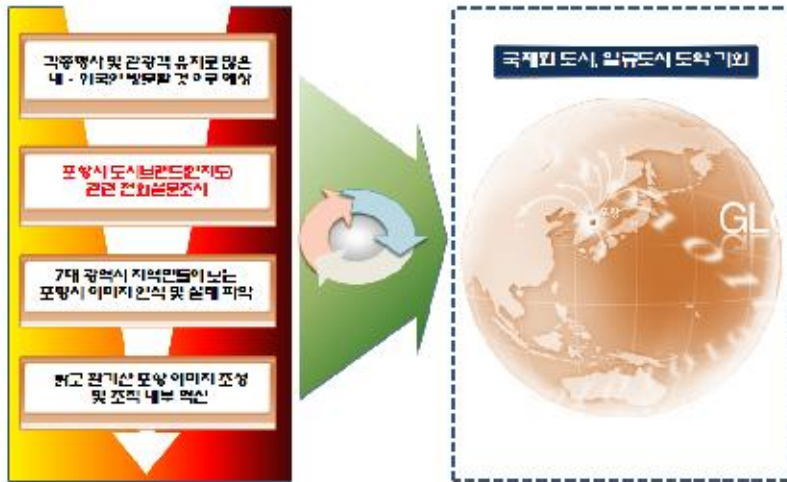 각종행사 및 관광객 유치로 많은
내·외국인 방문할 것으로 예상
포항시 도시브랜드(인지도)
관련 전화설문조사
7대 광역시 지역민들이 보는
포항시 이미지 인식 및 실태 파악
밝고 활기찬 포항 이미지 조성
및 조직 내부 혁신
국제화 도시, 일류도시 도약 기회
포항
GL